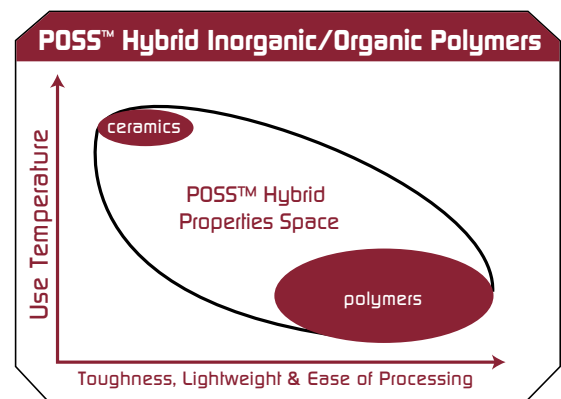 POSS™ Hybrid Inorganic/Organic Polymers
Use Temperature
ceramics
POSS™ Hybrid
Properties Space
polymers
Toughness, Lightweight & Ease of Processing